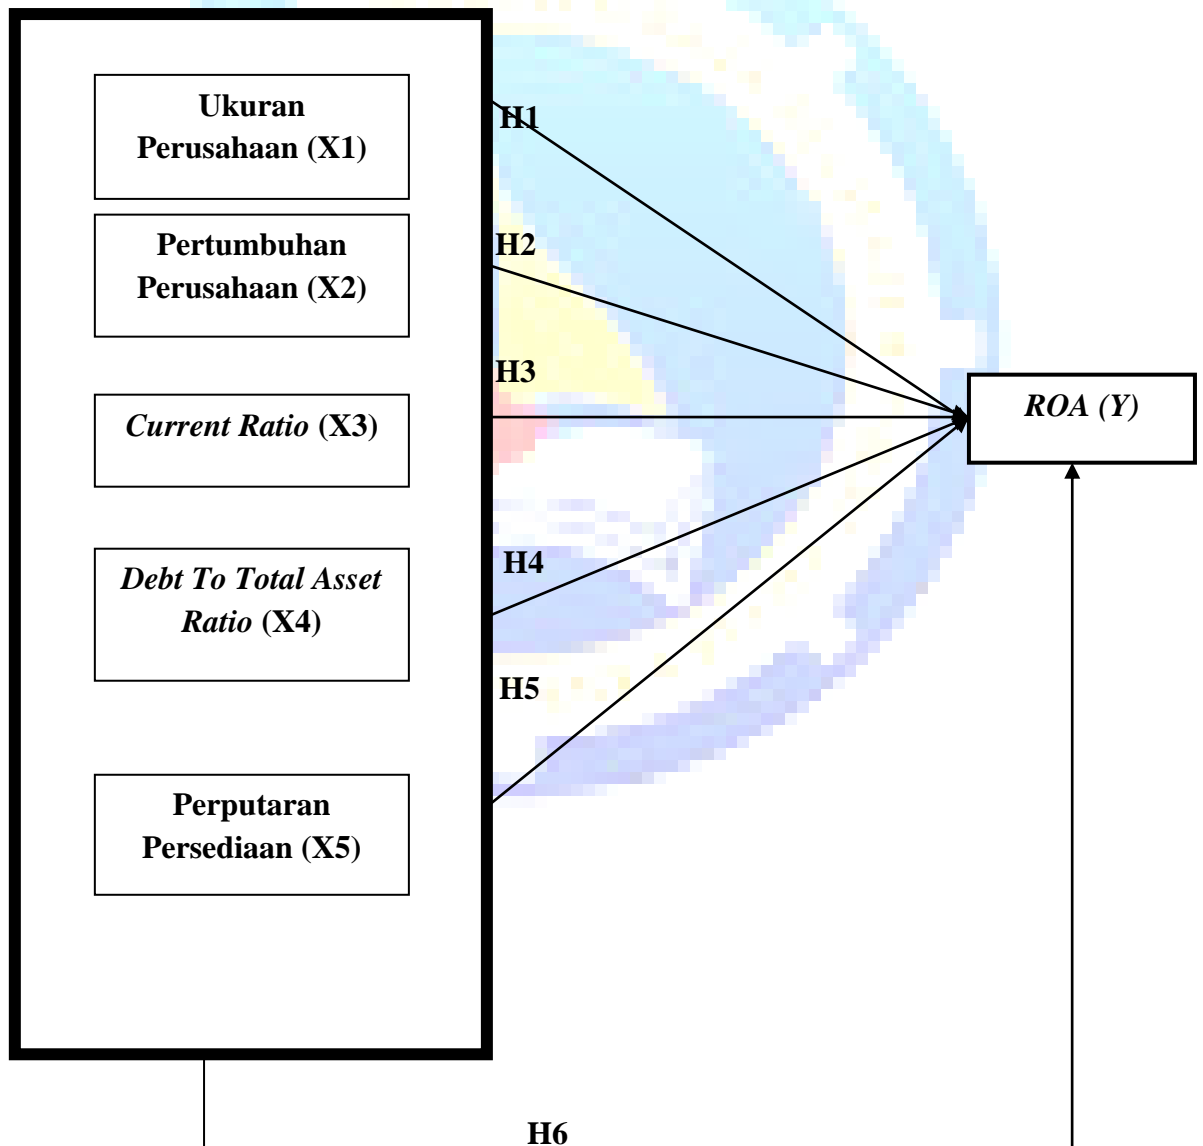 Ukuran
Perusahaan (X1)
H1
Pertumbuhan
Perusahaan (X2)
H2
H3
Current Ratio (X3)
ROA (Y)
Debt To Total Asset
Ratio (X4)
H4
H5
Perputaran
Persediaan (X5)
H6